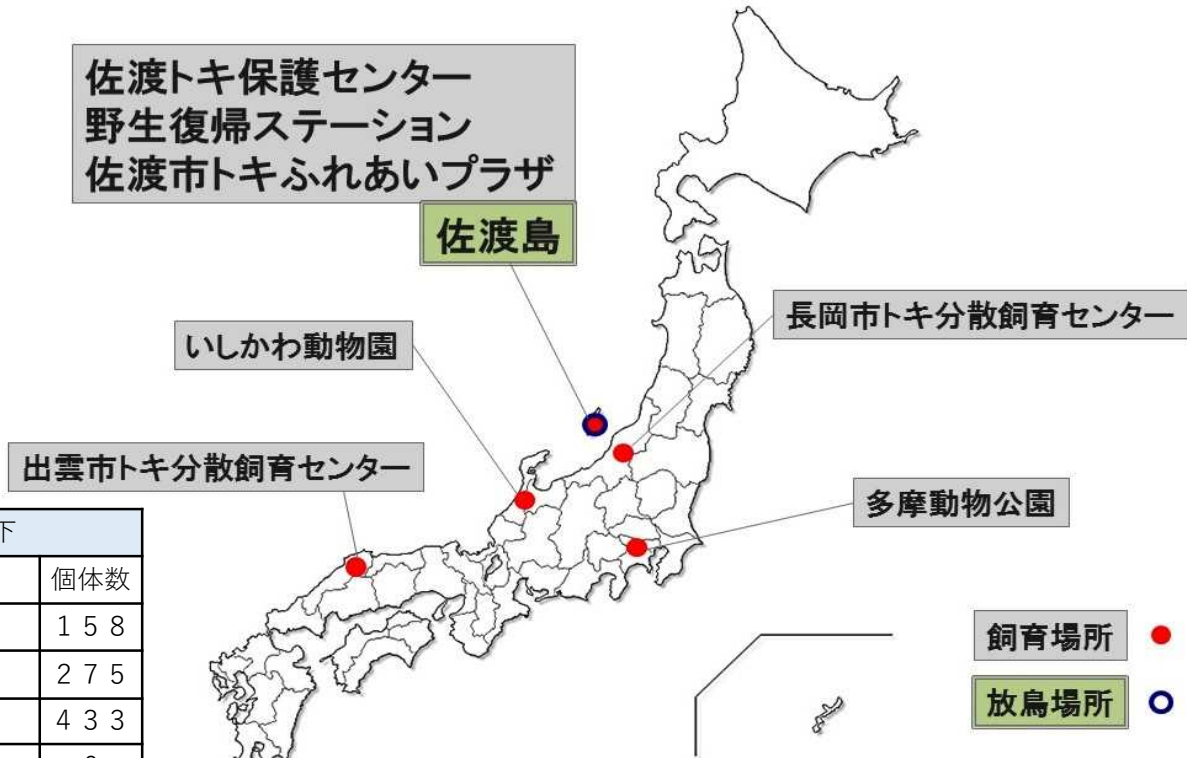 佐渡トキ保護センター
野生復帰ステーション
佐渡市トキふれあいプラザ
佐渡島
長岡市トキ分散飼育センター
いしかわ動物園
出雲市トキ分散飼育センター
多摩動物公園
下
個体数
158
275
433
飼育場所
放鳥場所